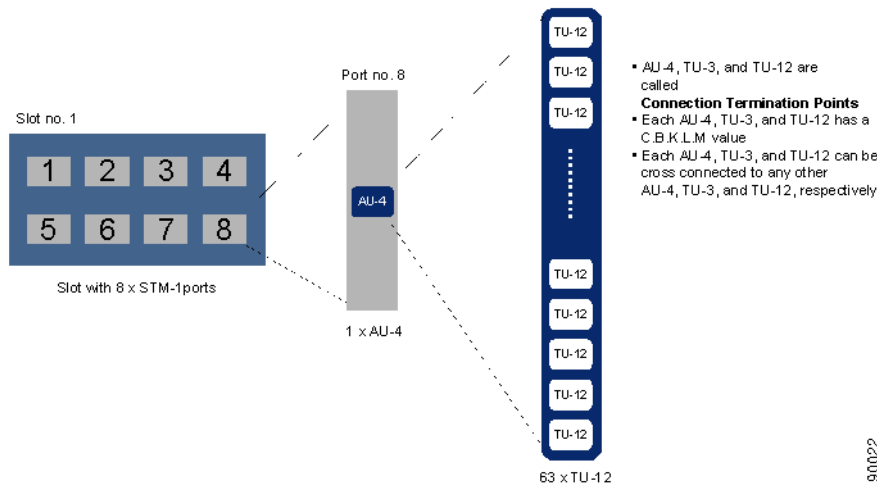 Slot no. 1
1 2 3 4
5 6 7 8
Slot with 8 x STM-1ports
Port no. 8
AU-4
1 x AU-4
TU-12
TU-12
TU-12
TU-12
TU-12
TU-12
TU-12
TU-12
63 x TU-12
▪ AU-4, TU-3, and TU-12 are
called
Connection Termination Points
▪ Each AU-4, TU-3, and TU-12 has a
C.B.K.L.M value
▪ Each AU-4, TU-3, and TU-12 can be
cross connected to any other
AU-4, TU-3, and TU-12, respectively
90022